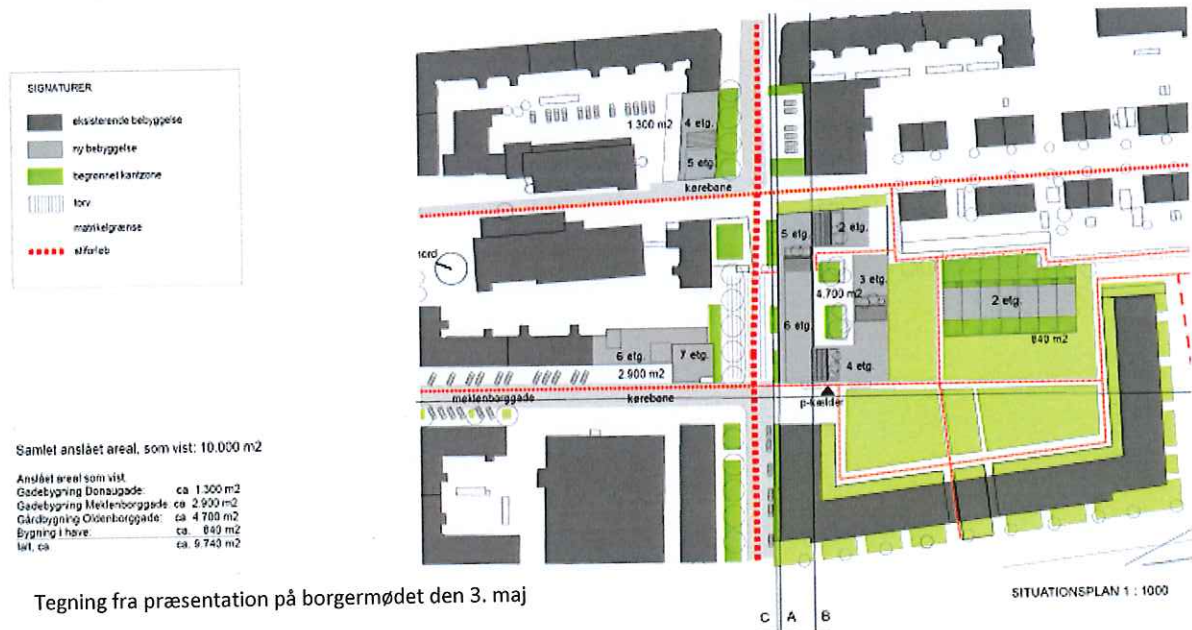 SIGNATURER
eksisterende bebyggelse
ny bebyggelse
begrønnet kantzone
torv
matrikelgrænse
stiforløb
1.300 m2
4 etg.
5 etg.
kørebane
nord
5 etg.
2 etg.
3 etg.
4.700 m2
6 etg.
4 etg.
2 etg.
840 m2
6 etg.
7 etg.
2.900 m2
meklenborggade
kørebane
p-kælder
Samlet anslået areal, som vist: 10.000 m2
Anslået areal som vist
Gadebygning Donaugade: ca 1.300 m2
Gadebygning Meklenborggade: ca 2.900 m2
Gårdbygning Oldenborggade: ca 4 700 m2
Bygning i have: ca. 840 m2
Ialt, ca ca. 9.740 m2
Tegning fra præsentation på borgermødet den 3. maj
SITUATIONSPLAN 1 : 1000
C A B